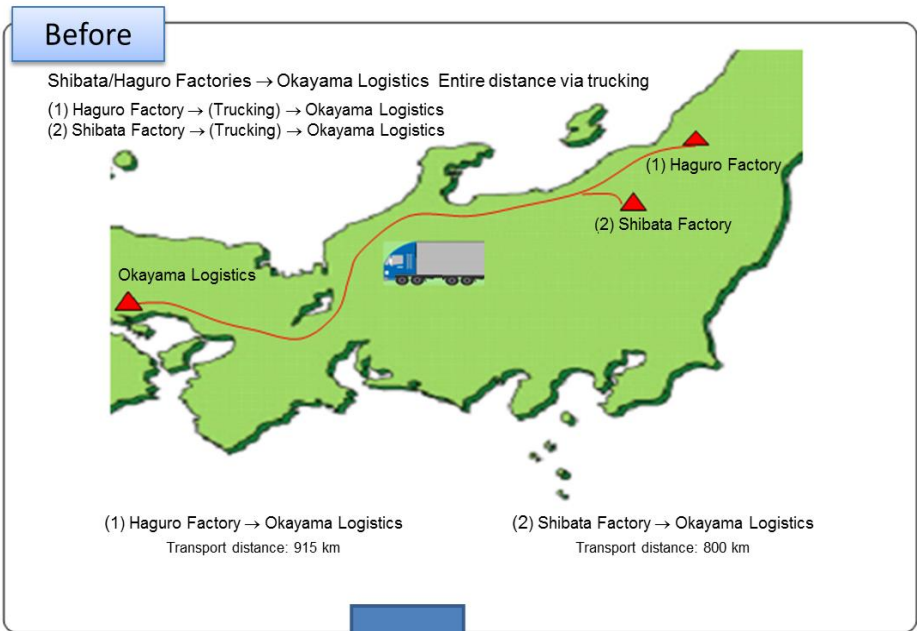 Before
Shibata/Haguro Factories → Okayama Logistics Entire distance via trucking
(1) Haguro Factory → (Trucking) → Okayama Logistics
(2) Shibata Factory → (Trucking) → Okayama Logistics
(1) Haguro Factory
(2) Shibata Factory
Okayama Logistics
(1) Haguro Factory → Okayama Logistics
Transport distance: 915 km
(2) Shibata Factory → Okayama Logistics
Transport distance: 800 km